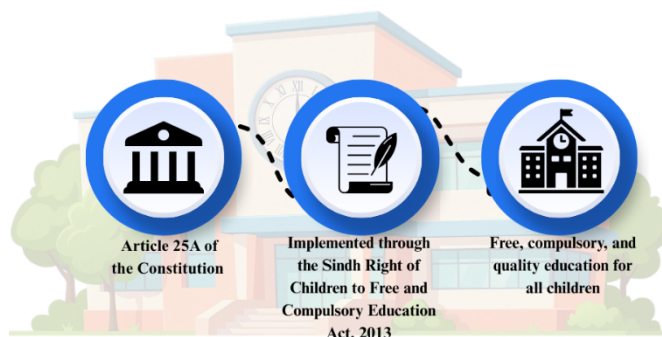 Article 25A of
the Constitution
Implemented through
the Sindh Right of
Children to Free and
Compulsory Education
Act, 2013
Free, compulsory, and
quality education for
all children